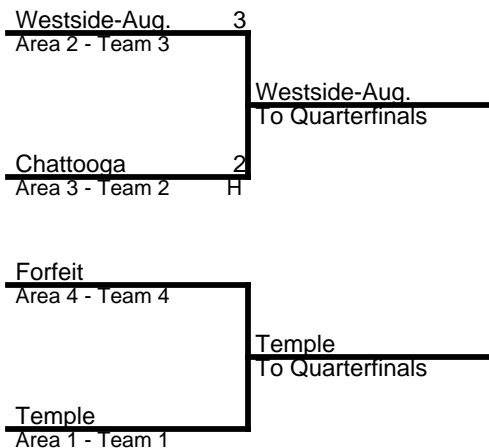 Westside-Aug. 3
Area 2 - Team 3
Westside-Aug.
To Quarterfinals
Chattooga 2
Area 3 - Team 2 H
Forfeit
Area 4 - Team 4
Temple
To Quarterfinals
Temple
Area 1 - Team 1